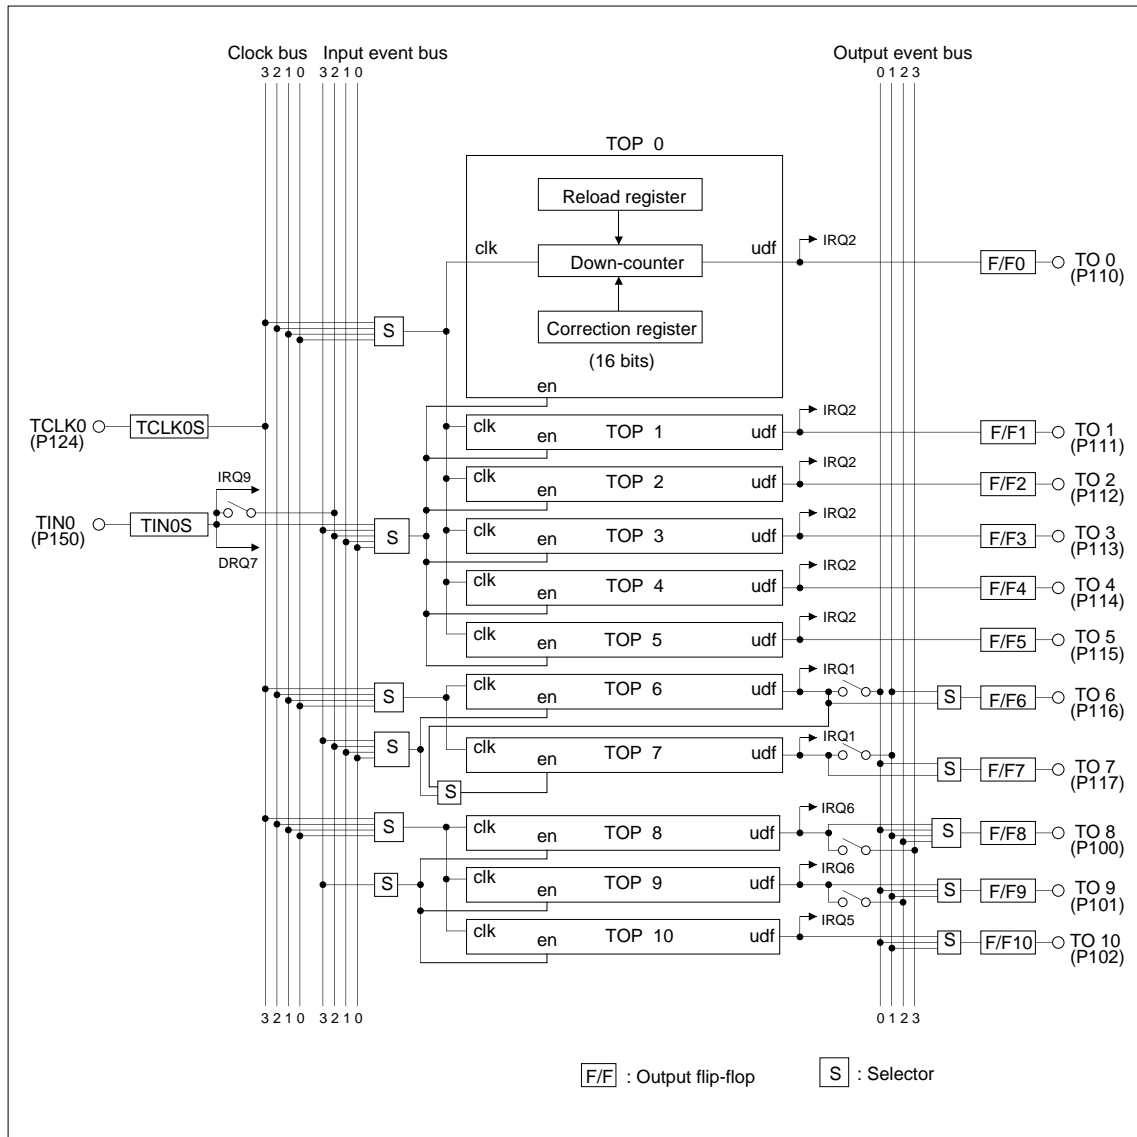 Clock bus Input event bus Output event bus
3 2 1 0 3 2 1 0 0 1 2 3
TOP 0
Reload register
clk Down-counter udf IRQ2 F/F0 TO 0
(P110)
S Correction register
(16 bits)
en
TCLK0
(P124) TCLK0S
clk en TOP 1 udf IRQ2 F/F1 TO 1
(P111)
en TOP 2 udf IRQ2 F/F2 TO 2
(P112)
IRQ9
TIN0
(P150) TIN0S S
DRQ7
en TOP 3 udf IRQ2 F/F3 TO 3
(P113)
en TOP 4 udf IRQ2 F/F4 TO 4
(P114)
clk en TOP 5 udf IRQ2 F/F5 TO 5
(P115)
S clk en TOP 6 udf IRQ1 S F/F6 TO 6
(P116)
S clk en TOP 7 udf IRQ1 S F/F7 TO 7
(P117)
S
S clk en TOP 8 udf IRQ6 S F/F8 TO 8
(P100)
S clk en TOP 9 udf IRQ6 S F/F9 TO 9
(P101)
clk en TOP 10 udf IRQ5 S F/F10 TO 10
(P102)
3 2 1 0 3 2 1 0 0 1 2 3
F/F : Output flip-flop S : Selector